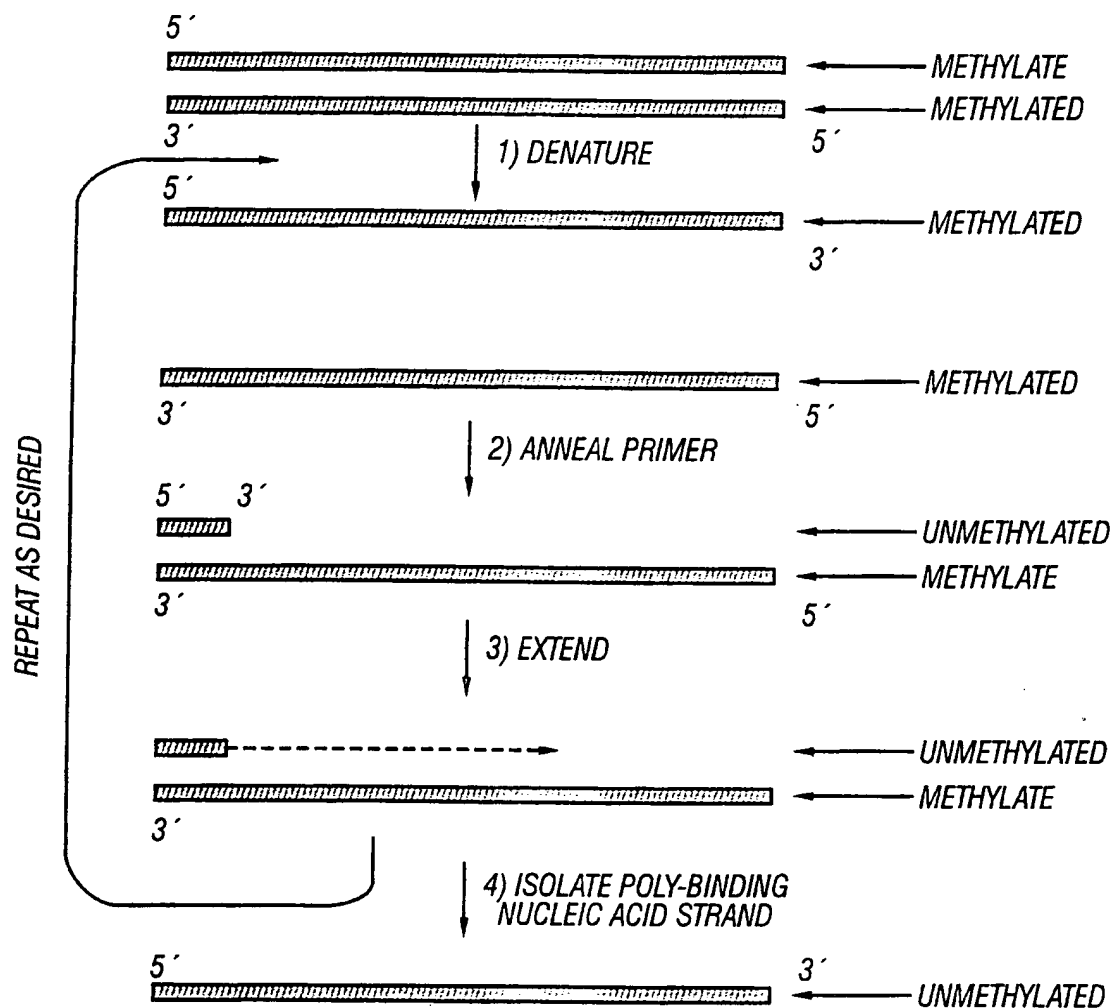 5´
METHYLATE
METHYLATED
3´
5´
1) DENATURE
5´
METHYLATED
3´
METHYLATED
3´
5´
2) ANNEAL PRIMER
REPEAT AS DESIRED
5´ 3´
UNMETHYLATED
METHYLATE
3´
5´
3) EXTEND
UNMETHYLATED
METHYLATE
3´
4) ISOLATE POLY-BINDING
NUCLEIC ACID STRAND
5´
3´
UNMETHYLATED